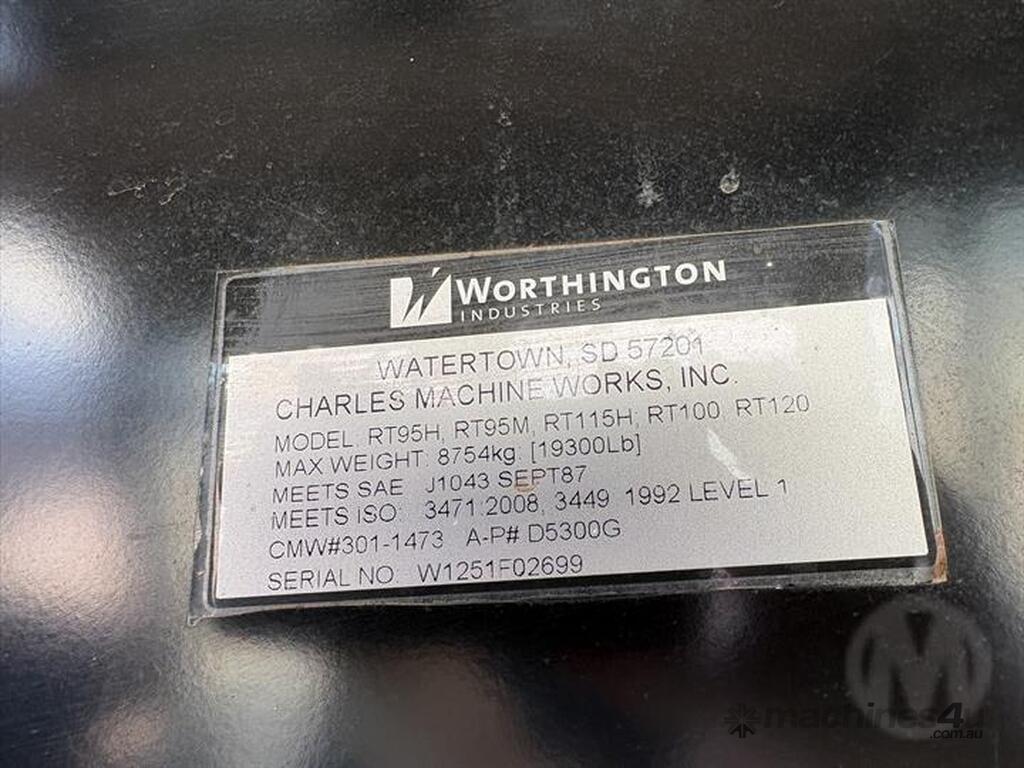 WORTHINGTON
INDUSTRIES
WATERTOWN, SD 57201
CHARLES MACHINE WORKS, INC.
MODEL: RT95H, RT95M, RT115H, RT100, RT120
MAX WEIGHT: 8754kg. [19300Lb]
MEETS SAE J1043 SEPT87
MEETS ISO: 3471:2008, 3449 1992 LEVEL 1
CMW#301-1473 A-P# D5300G
SERIAL NO. W1251F02699
M
machines4u
.com.au